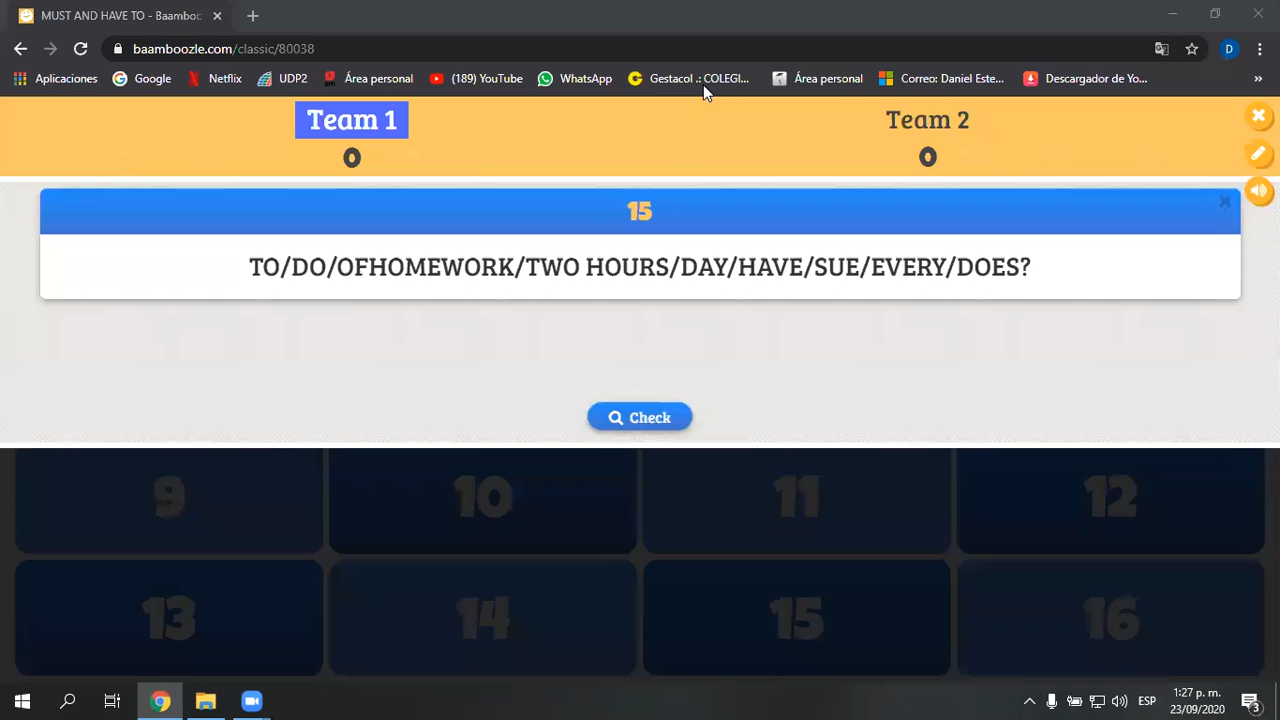 MUST AND HAVE TO - Baambooz
baamboozle.com/classic/80038
D
Aplicaciones Google Netflix UDP2 Área personal (189) YouTube WhatsApp Gestacol .: COLEGI... Área personal Correo: Daniel Este... Descargador de Yo... »
Team 1 Team 2
0 0
15
TO/DO/OFHOMEWORK/TWO HOURS/DAY/HAVE/SUE/EVERY/DOES?
Check
9 10 11 12
13 14 15 16
ESP 1:27 p. m.
23/09/2020 3